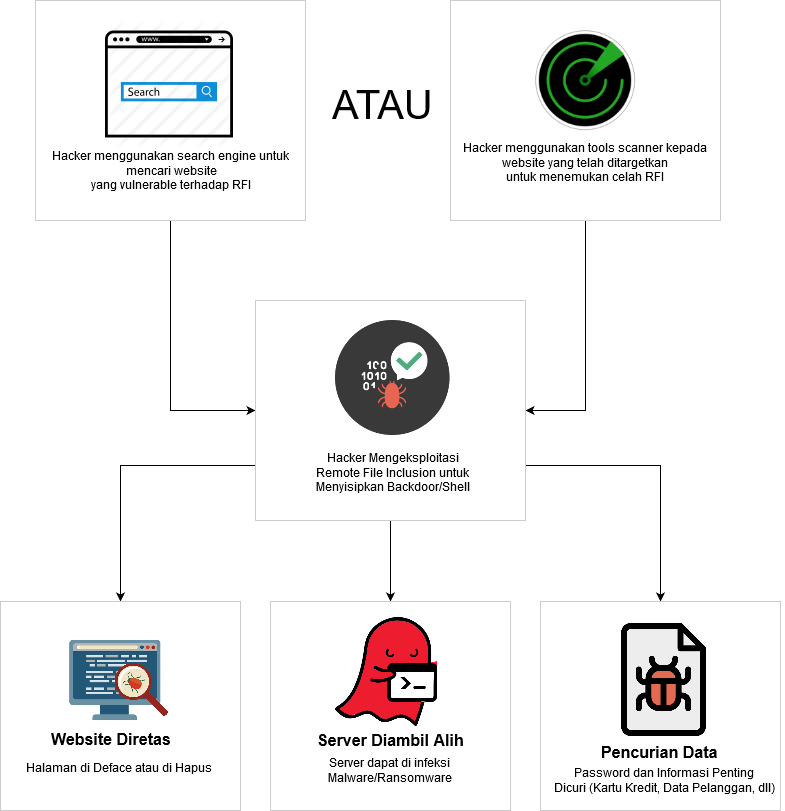 www.
Search
Hacker menggunakan search engine untuk
mencari website
yang vulnerable terhadap RFI
ATAU
Hacker menggunakan tools scanner kepada
website yang telah ditargetkan
untuk menemukan celah RFI
100
1010
01
Hacker Mengeksploitasi
Remote File Inclusion untuk
Menyisipkan Backdoor/Shell
Website Diretas
Halaman di Deface atau di Hapus
Server Diambil Alih
Server dapat di infeksi
Malware/Ransomware
Pencurian Data
Password dan Informasi Penting
Dicuri (Kartu Kredit, Data Pelanggan, dll)